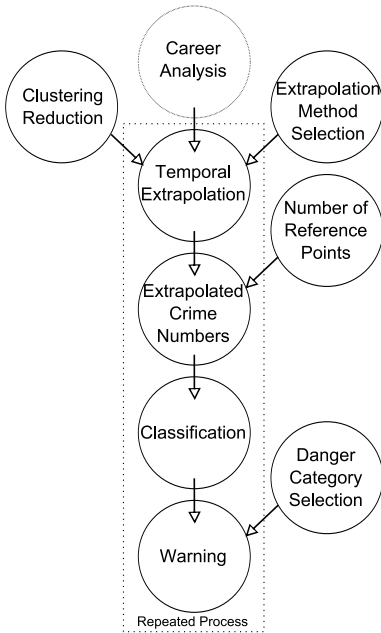 Career
Analysis
Clustering
Reduction
Extrapolation
Method
Selection
Temporal
Extrapolation
Number of
Reference
Points
Extrapolated
Crime
Numbers
Classification
Danger
Category
Selection
Warning
Repeated Process